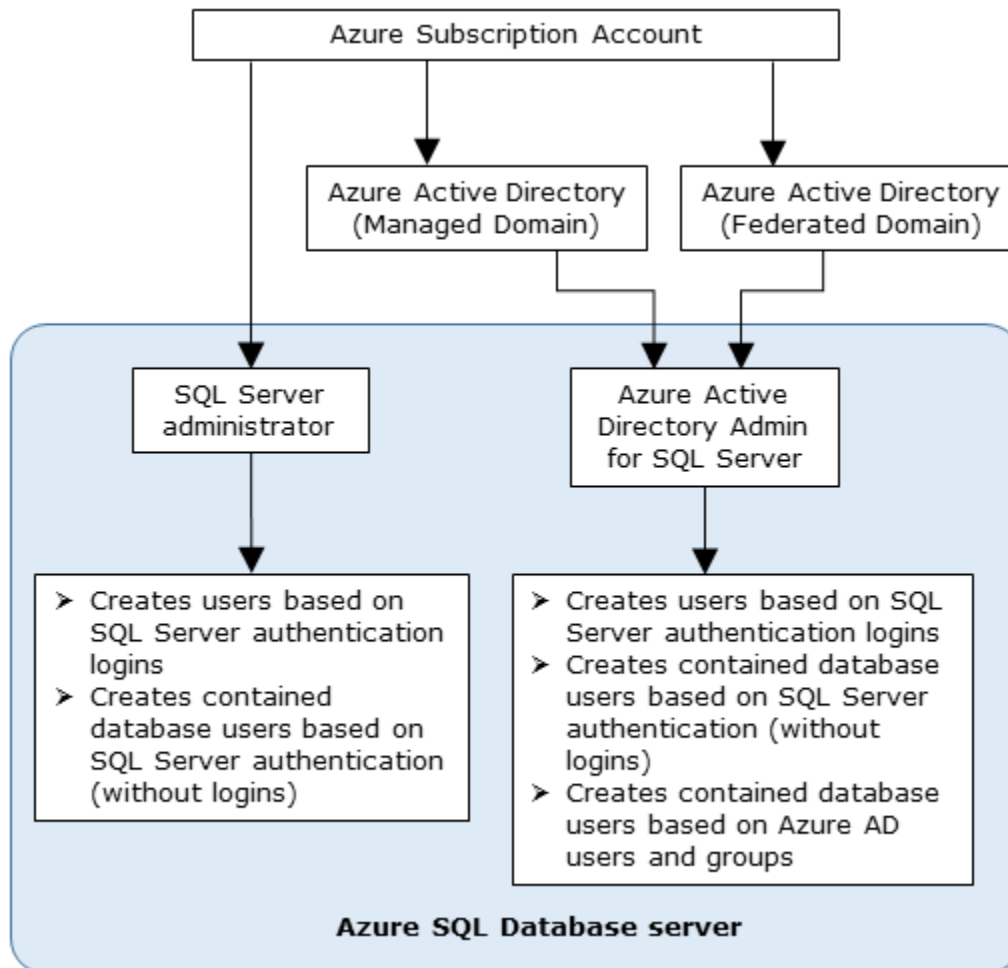 Azure Subscription Account
Azure Active Directory
(Managed Domain)
Azure Active Directory
(Federated Domain)
SQL Server
administrator
Azure Active
Directory Admin
for SQL Server
➢ Creates users based on
SQL Server authentication
logins
➢ Creates contained
database users based on
SQL Server authentication
(without logins)
➢ Creates users based on SQL
Server authentication logins
➢ Creates contained database
users based on SQL Server
authentication (without
logins)
➢ Creates contained database
users based on Azure AD
users and groups
Azure SQL Database server